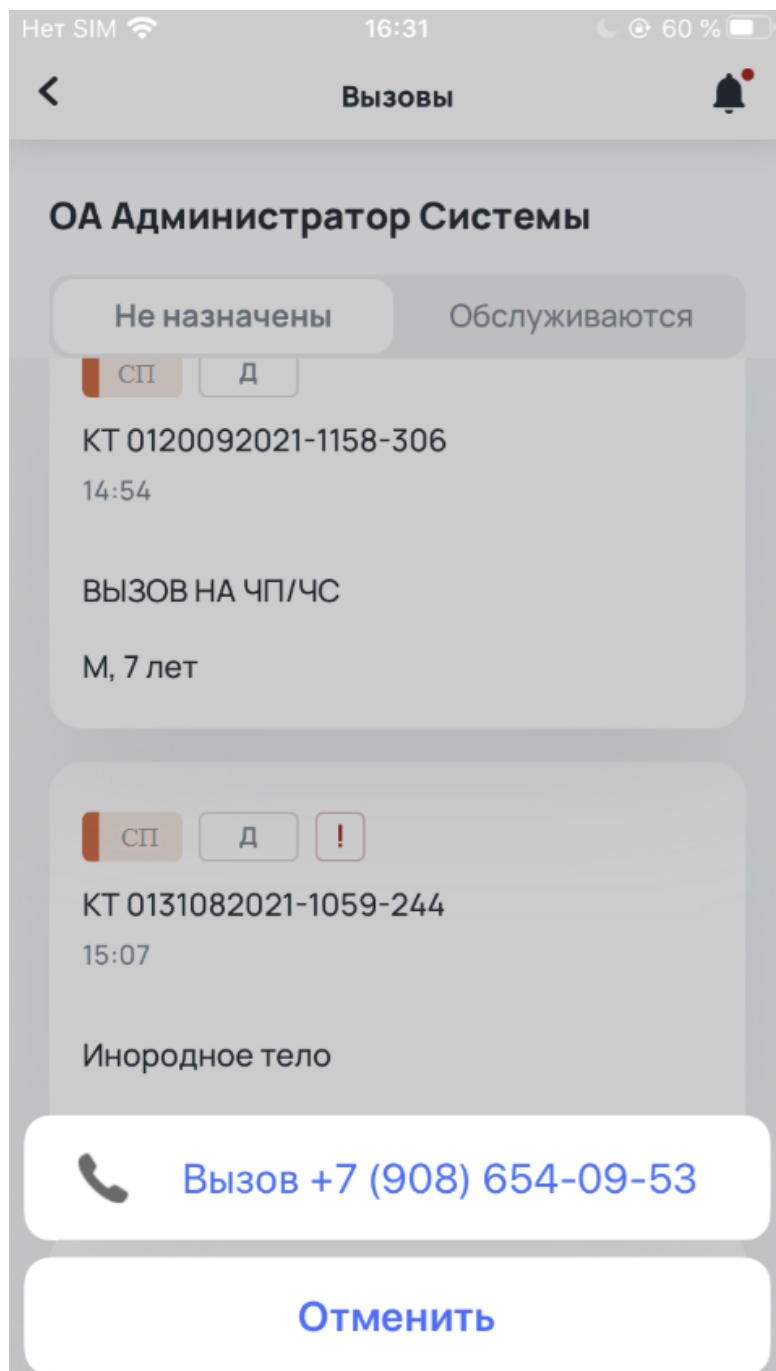 Нет SIM 16:31 60 %
Вызовы
ОА Администратор Системы
Не назначены Обслуживаются
СП Д
КТ 0120092021-1158-306
14:54
ВЫЗОВ НА ЧП/ЧС
М, 7 лет
СП Д !
КТ 0131082021-1059-244
15:07
Инородное тело
Вызов +7 (908) 654-09-53
Отменить